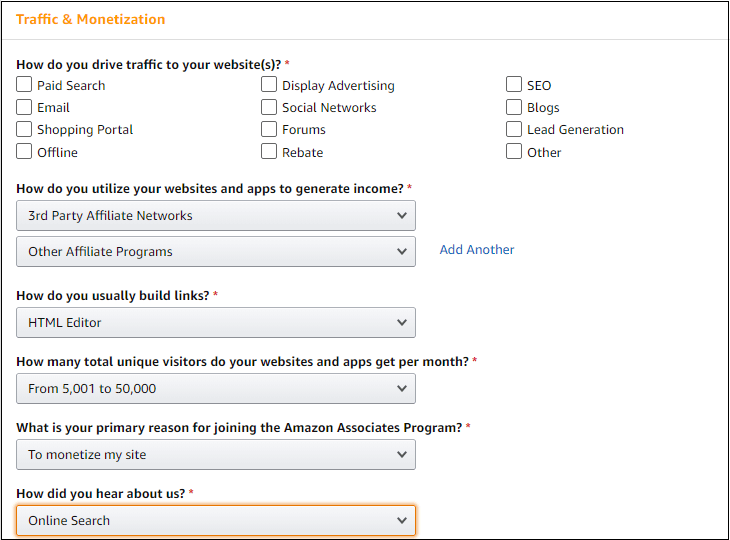 Traffic & Monetization
How do you drive traffic to your website(s)? *
Paid Search Display Advertising SEO
Email Social Networks Blogs
Shopping Portal Forums Lead Generation
Offline Rebate Other
How do you utilize your websites and apps to generate income? *
3rd Party Affiliate Networks
Other Affiliate Programs Add Another
How do you usually build links? *
HTML Editor
How many total unique visitors do your websites and apps get per month? *
From 5,001 to 50,000
What is your primary reason for joining the Amazon Associates Program? *
To monetize my site
How did you hear about us? *
Online Search